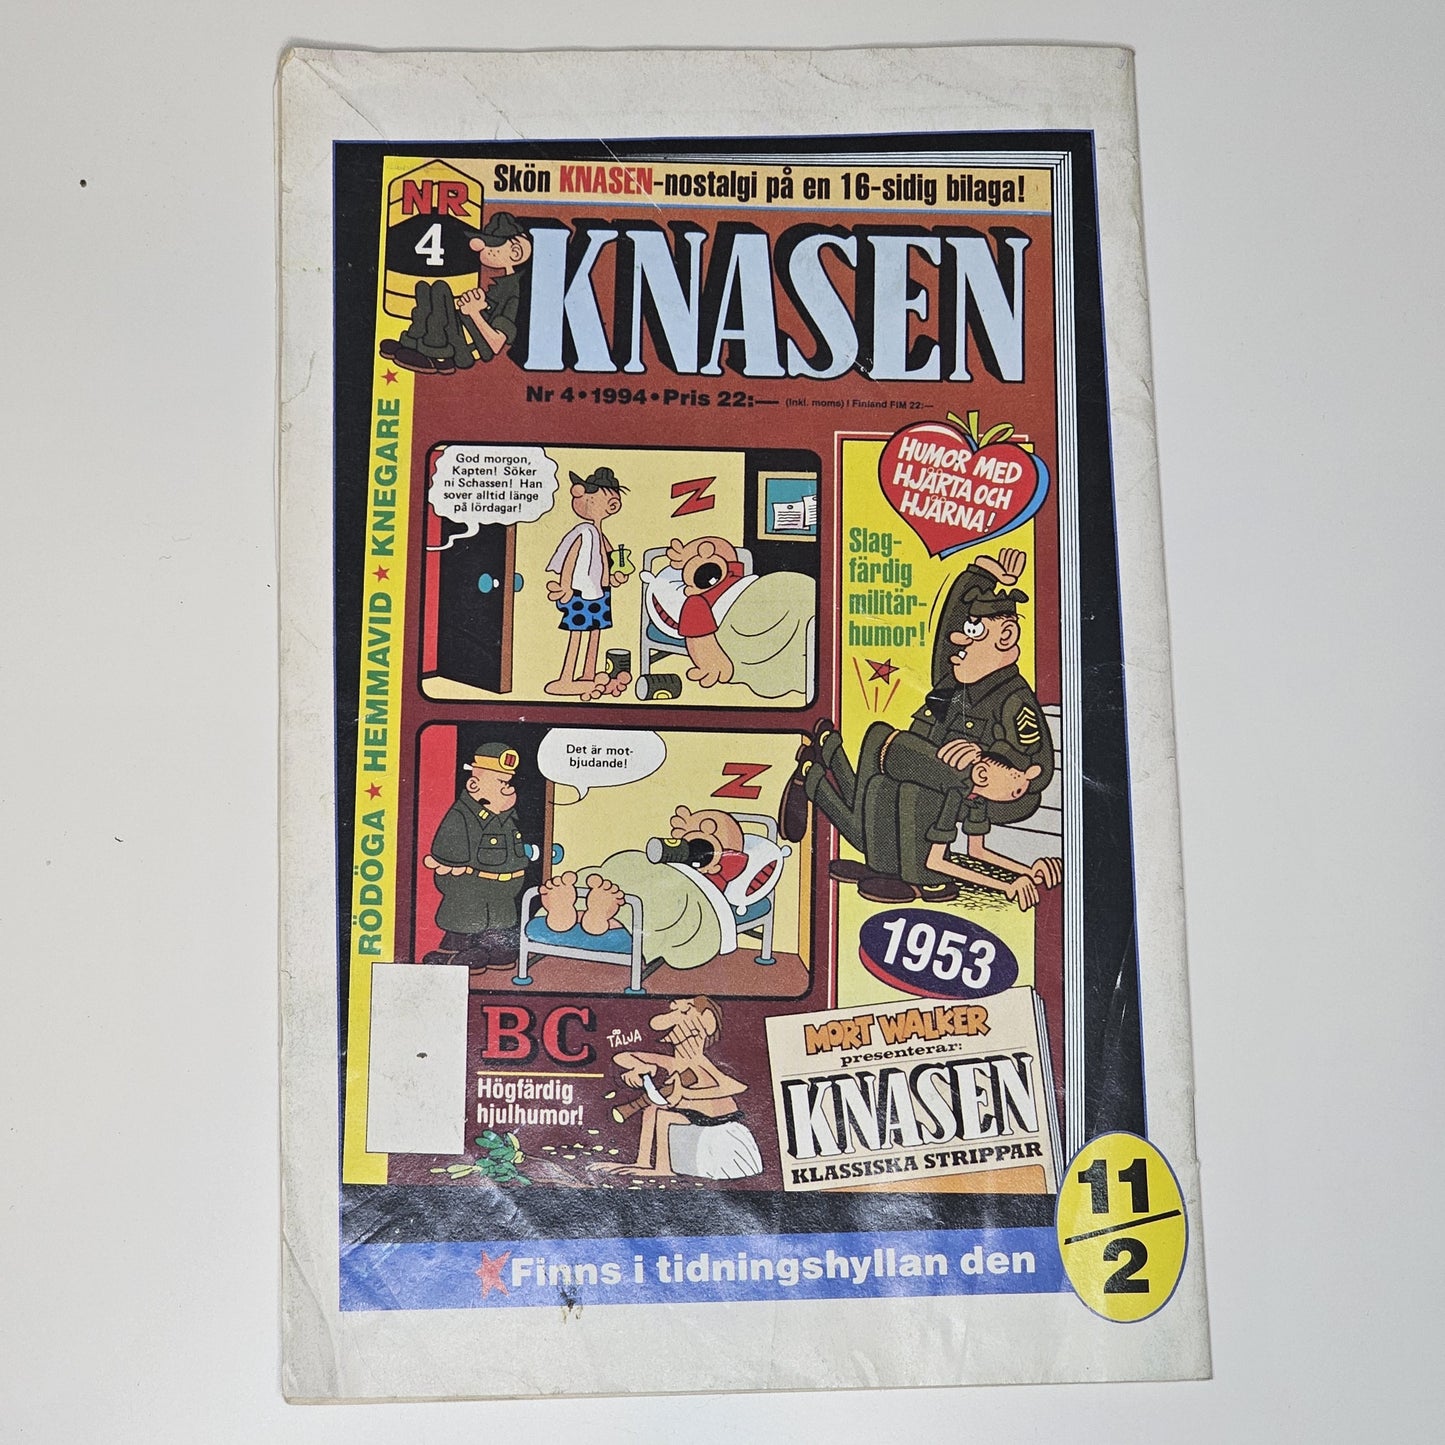 Skön KNASEN-nostalgi på en 16-sidig bilaga!
NR
4
KNASEN
Nr 4 • 1994 • Pris 22:— (inkl. moms) I Finland FIM 22:—
RÖDÖGA ★ HEMMAVID ★ KNEGARE ★
God morgon,
Kapten! Söker
ni Schassen! Han
sover alltid länge
på lördagar!
Z
HUMOR MED
HJÄRTA OCH
HJÄRNA!
Slag-
färdig
militär-
humor!
Det är mot-
bjudande!
Z
1953
BC
Högfärdig
hjulhumor!
TÄLJA
MORT WALKER
presenterar:
KNASEN
KLASSISKA STRIPPAR
Finns i tidningshyllan den
11/2